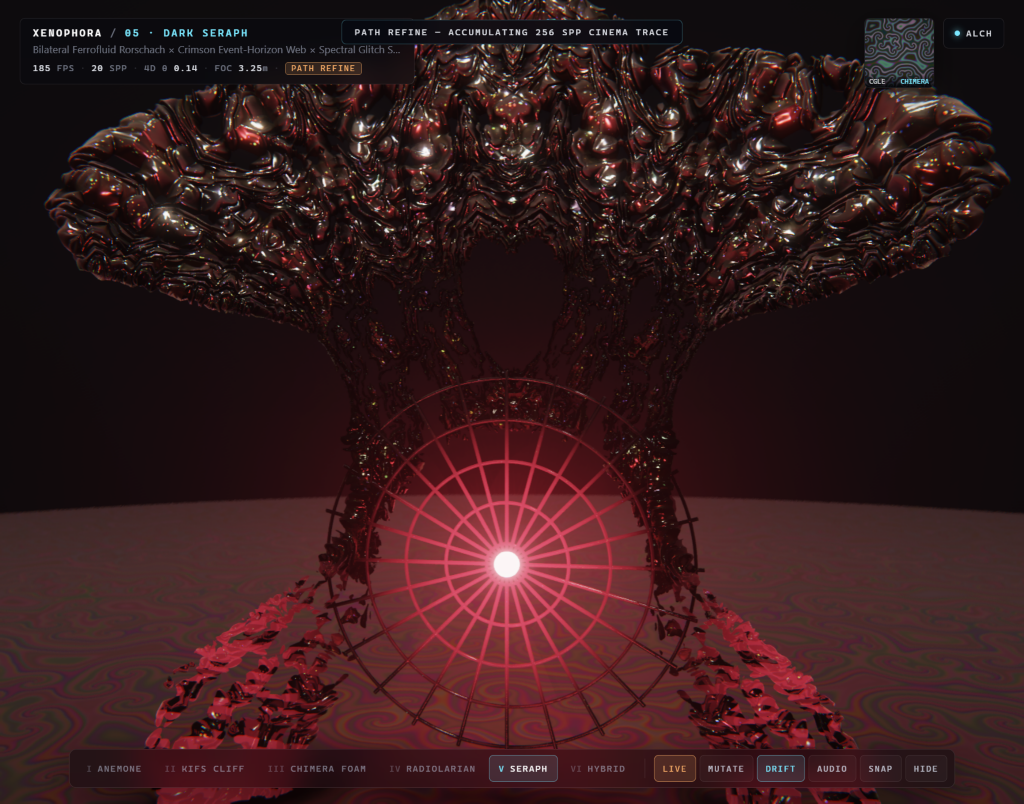 XENOPHORA / 05 · DARK SERAPH
Bilateral Ferrofluid Rorschach × Crimson Event-Horizon Web × Spectral Glitch S...
185 FPS · 20 SPP · 4D θ 0.14 · FOC 3.25m · PATH REFINE
PATH REFINE — ACCUMULATING 256 SPP CINEMA TRACE
CGLE CHIMERA
ALCH
I ANEMONE II KIFS CLIFF III CHIMERA FOAM IV RADIOLARIAN V SERAPH VI HYBRID LIVE MUTATE DRIFT AUDIO SNAP HIDE